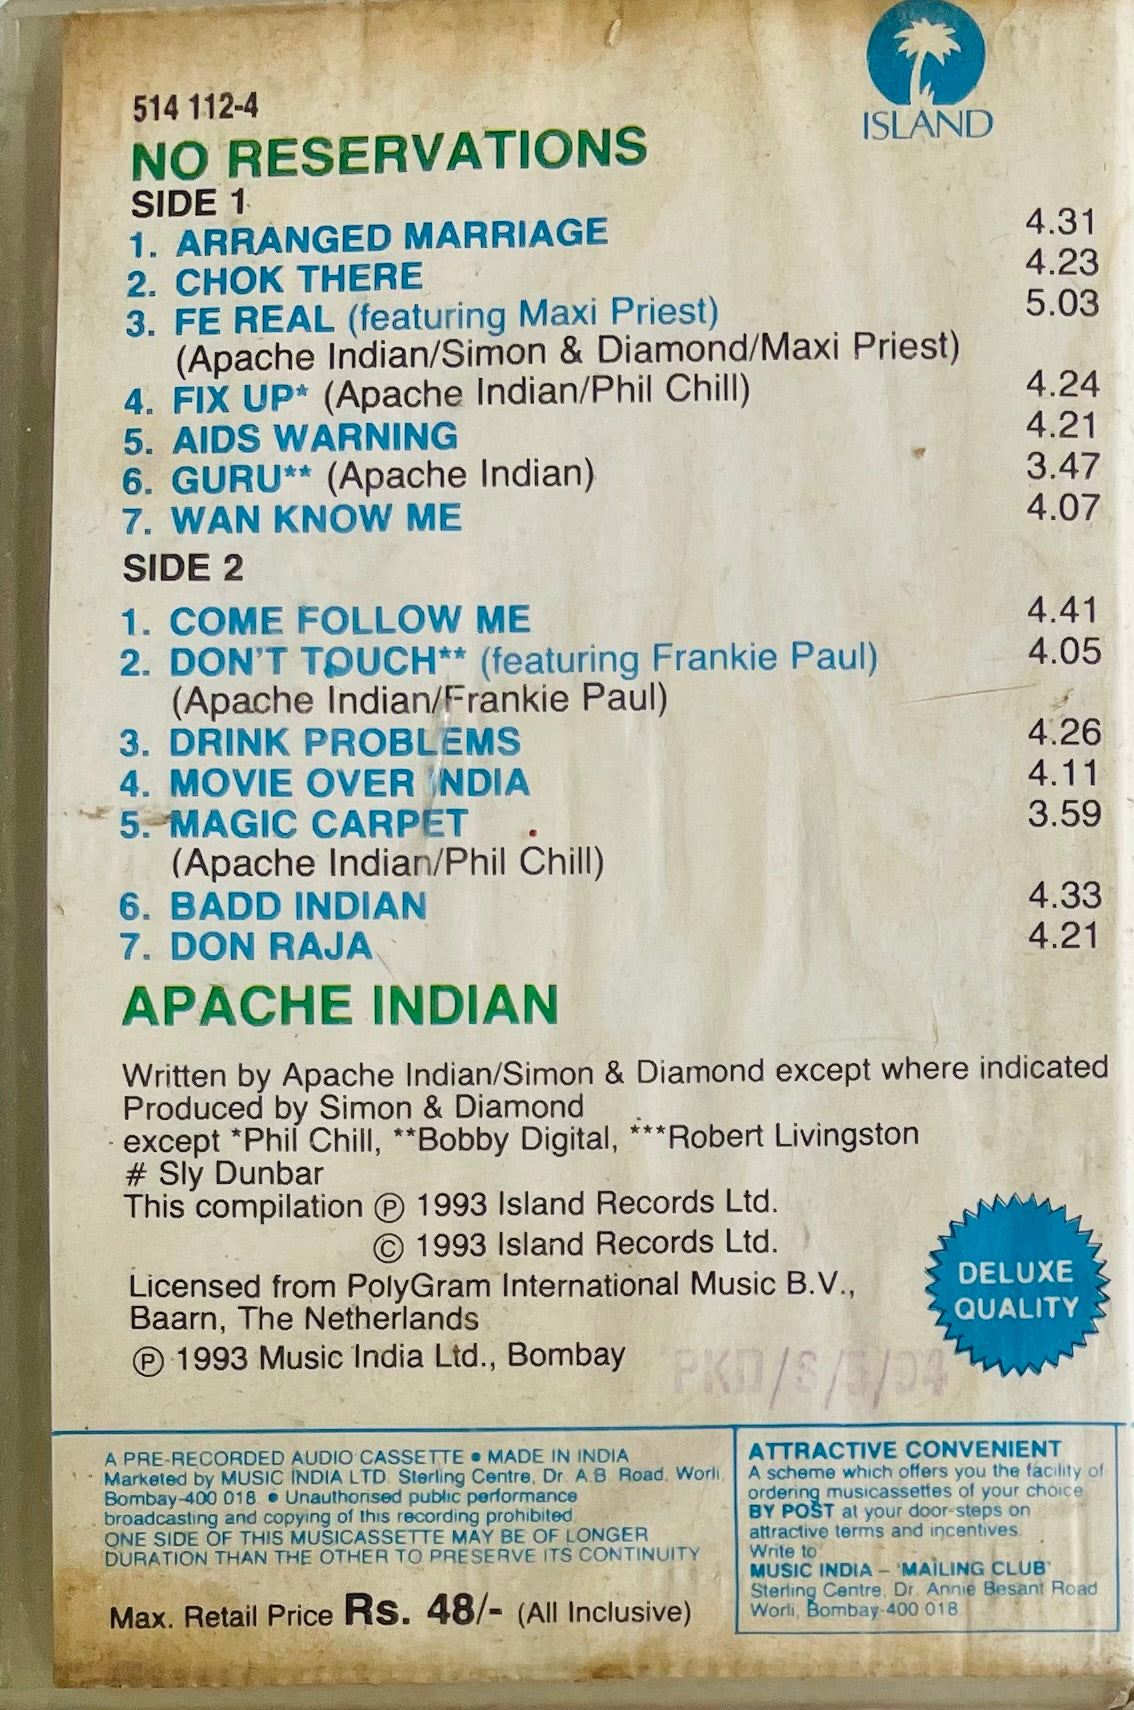 ISLAND
514 112-4
NO RESERVATIONS
SIDE 1
1. ARRANGED MARRIAGE 4.31
2. CHOK THERE 4.23
3. FE REAL (featuring Maxi Priest) 5.03
(Apache Indian/Simon & Diamond/Maxi Priest)
4. FIX UP* (Apache Indian/Phil Chill) 4.24
5. AIDS WARNING 4.21
6. GURU** (Apache Indian) 3.47
7. WAN KNOW ME 4.07
SIDE 2
1. COME FOLLOW ME 4.41
2. DON'T TOUCH** (featuring Frankie Paul) 4.05
(Apache Indian/Frankie Paul)
3. DRINK PROBLEMS 4.26
4. MOVIE OVER INDIA 4.11
5. MAGIC CARPET 3.59
(Apache Indian/Phil Chill)
6. BADD INDIAN 4.33
7. DON RAJA 4.21
APACHE INDIAN
Written by Apache Indian/Simon & Diamond except where indicated
Produced by Simon & Diamond
except *Phil Chill, **Bobby Digital, ***Robert Livingston
# Sly Dunbar
This compilation Ⓟ 1993 Island Records Ltd.
© 1993 Island Records Ltd.
Licensed from PolyGram International Music B.V.,
Baarn, The Netherlands
Ⓟ 1993 Music India Ltd., Bombay
DELUXE
QUALITY
A PRE-RECORDED AUDIO CASSETTE ● MADE IN INDIA
Marketed by MUSIC INDIA LTD. Sterling Centre, Dr. A.B. Road, Worli,
Bombay-400 018 ● Unauthorised public performance
broadcasting and copying of this recording prohibited
ONE SIDE OF THIS MUSICASSETTE MAY BE OF LONGER
DURATION THAN THE OTHER TO PRESERVE ITS CONTINUITY
Max. Retail Price Rs. 48/- (All Inclusive)
ATTRACTIVE CONVENIENT
A scheme which offers you the facility of
ordering musicassettes of your choice
BY POST at your door-steps on
attractive terms and incentives.
Write to
MUSIC INDIA – 'MAILING CLUB'
Sterling Centre, Dr. Annie Besant Road
Worli, Bombay-400 018